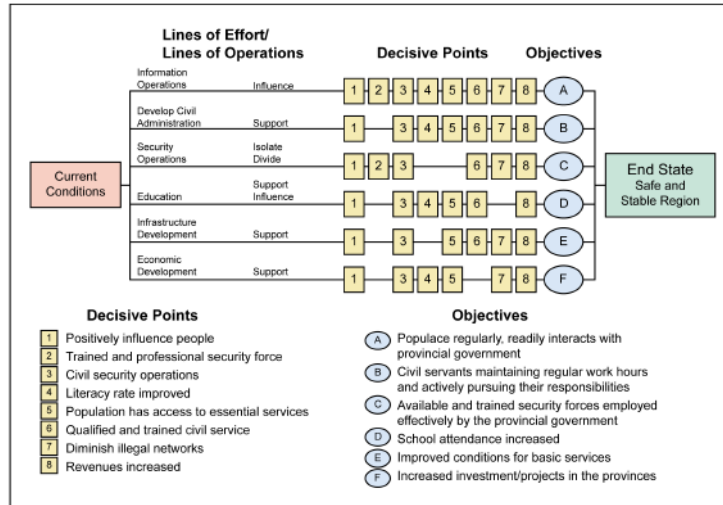 Lines of Effort/
Lines of Operations
Decisive Points
Objectives
Information
Operations
Influence
1 2 3 4 5 6 7 8 A
Develop Civil
Administration
Support
1 3 4 5 6 7 8 B
Security
Operations
Isolate
Divide
1 2 3 6 7 8 C
Current
Conditions
End State
Safe and
Stable Region
Education
Support
Influence
1 3 4 5 6 8 D
Infrastructure
Development
Support
1 3 5 6 7 8 E
Economic
Development
Support
1 3 4 5 7 8 F
Decisive Points
1 Positively influence people
2 Trained and professional security force
3 Civil security operations
4 Literacy rate improved
5 Population has access to essential services
6 Qualified and trained civil service
7 Diminish illegal networks
8 Revenues increased
Objectives
A Populace regularly, readily interacts with
provincial government
B Civil servants maintaining regular work hours
and actively pursuing their responsibilities
C Available and trained security forces employed
effectively by the provincial government
D School attendance increased
E Improved conditions for basic services
F Increased investment/projects in the provinces